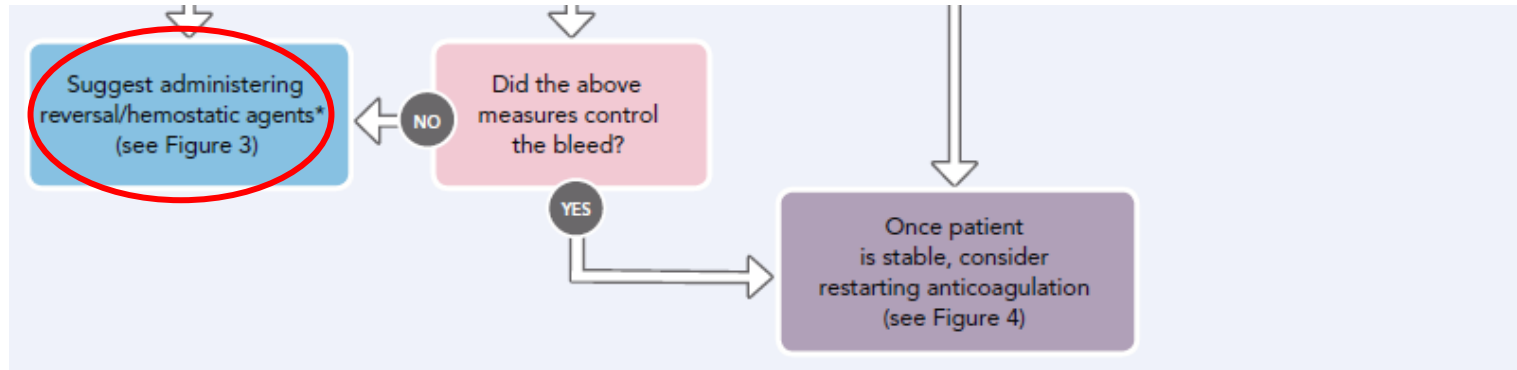 Suggest administering
reversal/hemostatic agents*
(see Figure 3)
NO
Did the above
measures control
the bleed?
YES
Once patient
is stable, consider
restarting anticoagulation
(see Figure 4)